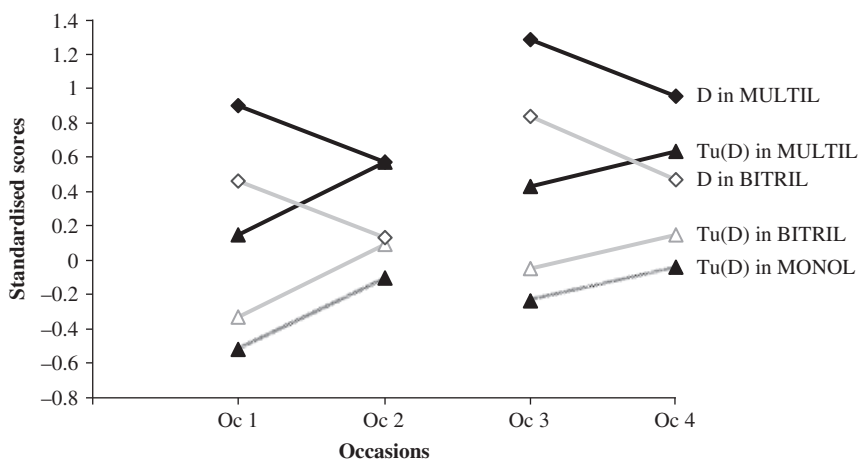 1.4
1.2
1
0.8
0.6
0.4
0.2
0
–0.2
–0.4
–0.6
–0.8
Standardised scores
Oc 1 Oc 2 Oc 3 Oc 4
Occasions
D in MULTIL
Tu(D) in MULTIL
D in BITRIL
Tu(D) in BITRIL
Tu(D) in MONOL